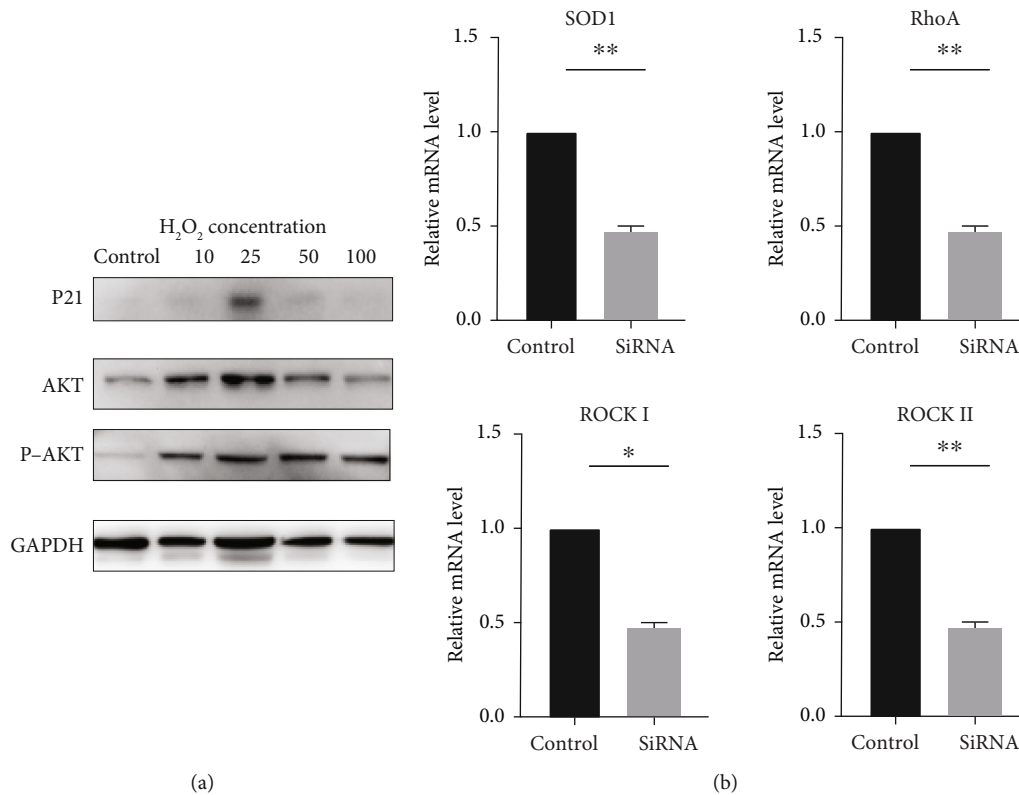 H₂O₂ concentration
Control 10 25 50 100
P21
AKT
P–AKT
GAPDH
(a)
SOD1
Relative mRNA level
1.5
1.0
0.5
0.0
**
Control SiRNA
RhoA
Relative mRNA level
1.5
1.0
0.5
0.0
**
Control SiRNA
ROCK I
Relative mRNA level
1.5
1.0
0.5
0.0
*
Control SiRNA
ROCK II
Relative mRNA level
1.5
1.0
0.5
0.0
**
Control SiRNA
(b)